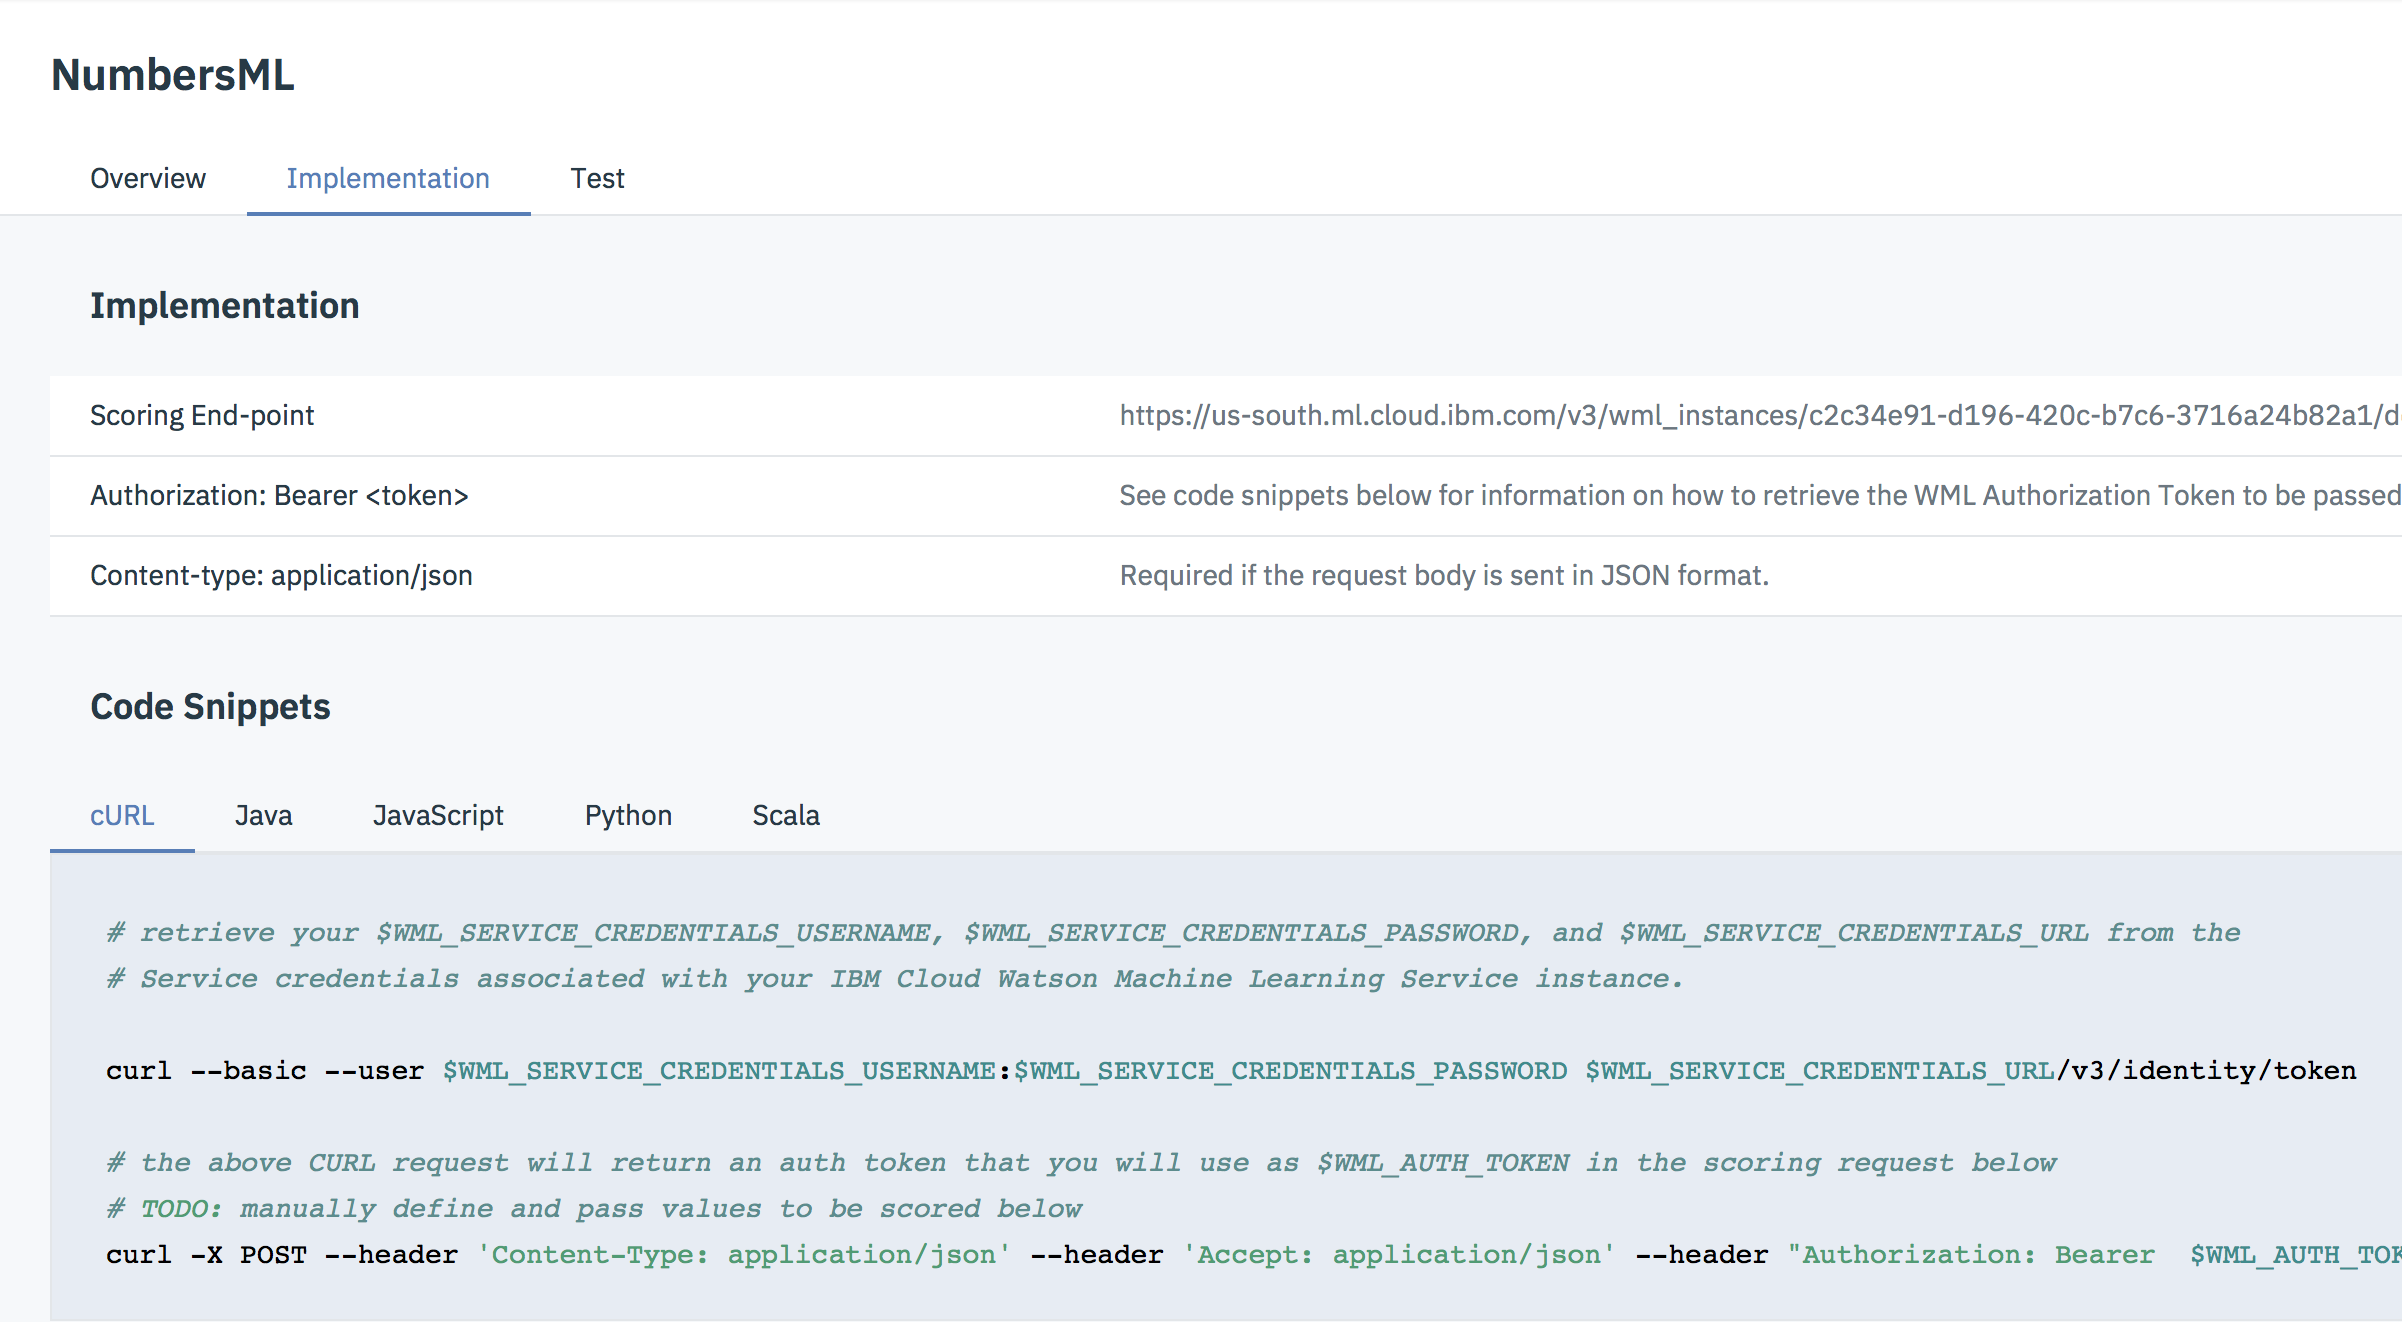 NumbersML
Overview Implementation Test
Implementation
Scoring End-point https://us-south.ml.cloud.ibm.com/v3/wml_instances/c2c34e91-d196-420c-b7c6-3716a24b82a1/d
Authorization: Bearer <token> See code snippets below for information on how to retrieve the WML Authorization Token to be passed
Content-type: application/json Required if the request body is sent in JSON format.
Code Snippets
cURL Java JavaScript Python Scala
# retrieve your $WML_SERVICE_CREDENTIALS_USERNAME, $WML_SERVICE_CREDENTIALS_PASSWORD, and $WML_SERVICE_CREDENTIALS_URL from the
# Service credentials associated with your IBM Cloud Watson Machine Learning Service instance.
curl --basic --user $WML_SERVICE_CREDENTIALS_USERNAME:$WML_SERVICE_CREDENTIALS_PASSWORD $WML_SERVICE_CREDENTIALS_URL/v3/identity/token
# the above CURL request will return an auth token that you will use as $WML_AUTH_TOKEN in the scoring request below
# TODO: manually define and pass values to be scored below
curl -X POST --header 'Content-Type: application/json' --header 'Accept: application/json' --header "Authorization: Bearer  $WML_AUTH_TOK